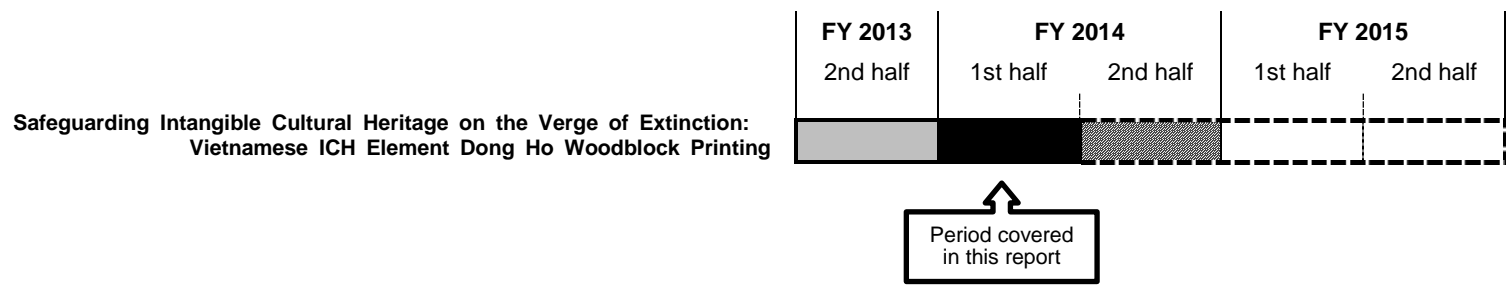 FY 2013 FY 2014 FY 2015
2nd half 1st half 2nd half 1st half 2nd half
Safeguarding Intangible Cultural Heritage on the Verge of Extinction:
Vietnamese ICH Element Dong Ho Woodblock Printing
Period covered
in this report